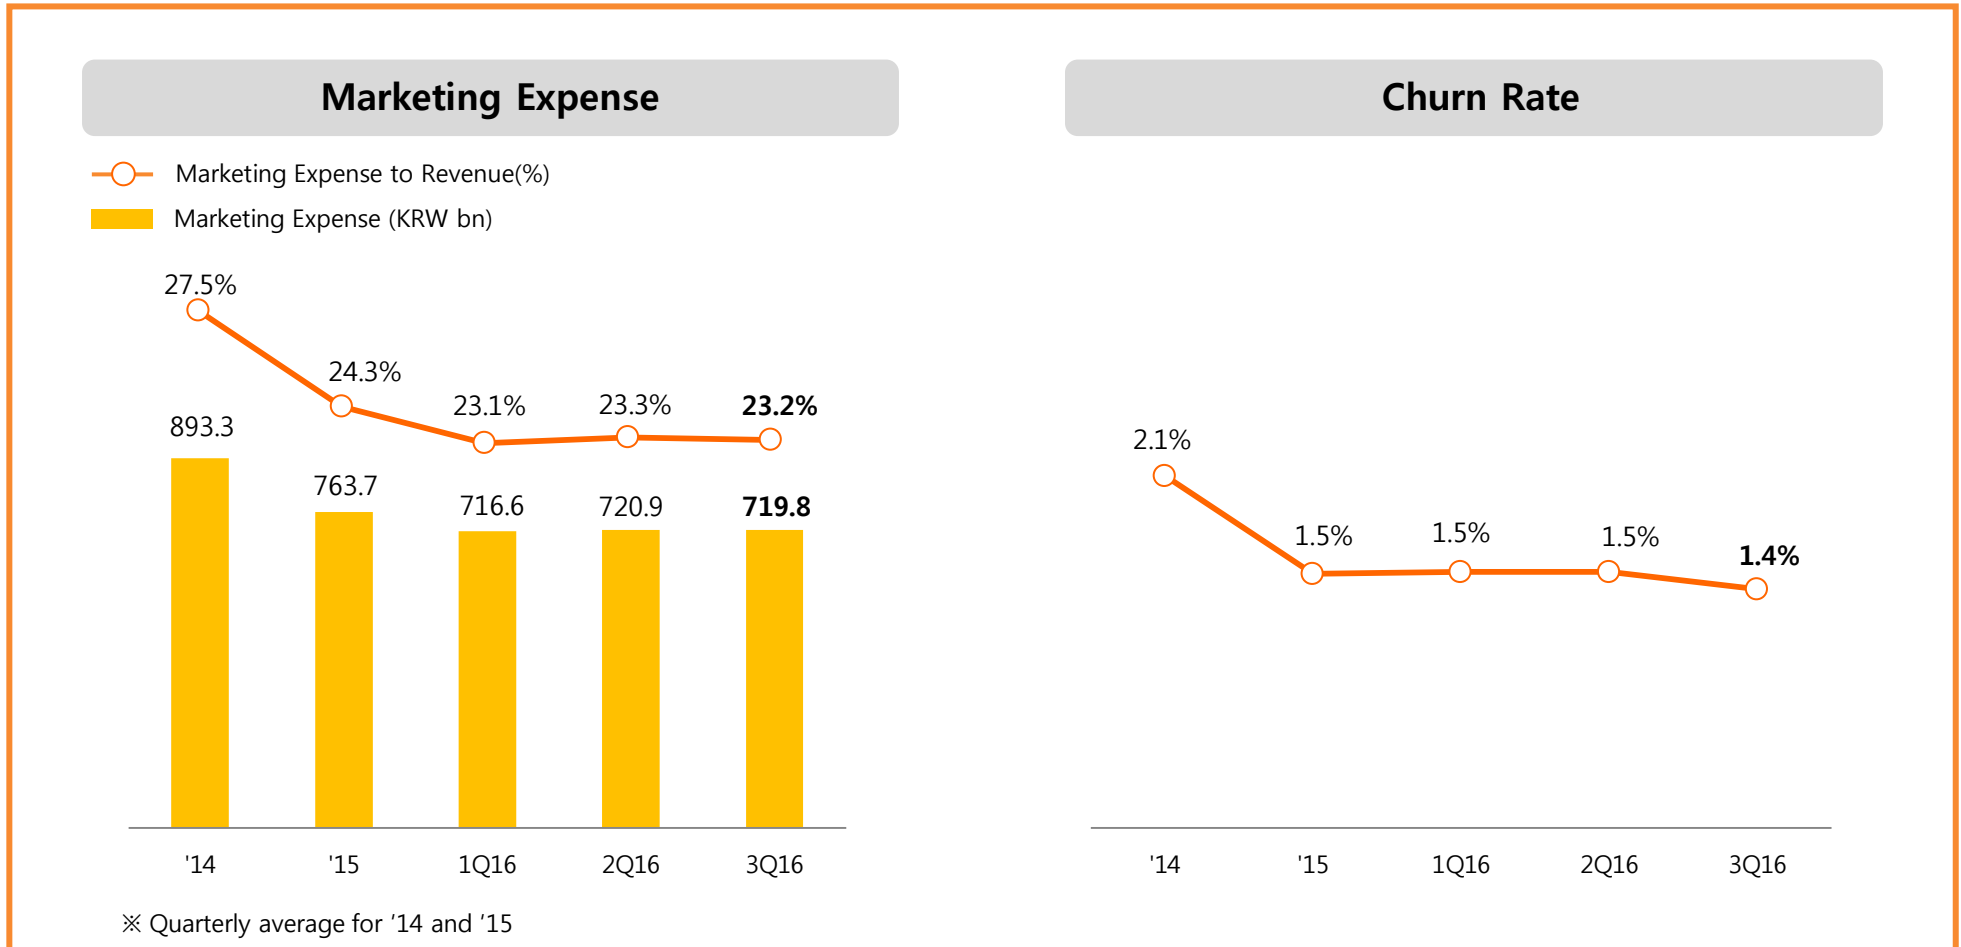 Marketing Expense
Marketing Expense to Revenue(%)
Marketing Expense (KRW bn)
27.5%
24.3%
23.1%
23.3%
23.2%
893.3
763.7
716.6
720.9
719.8
'14
'15
1Q16
2Q16
3Q16
※ Quarterly average for '14 and '15
Churn Rate
2.1%
1.5%
1.5%
1.5%
1.4%
'14
'15
1Q16
2Q16
3Q16